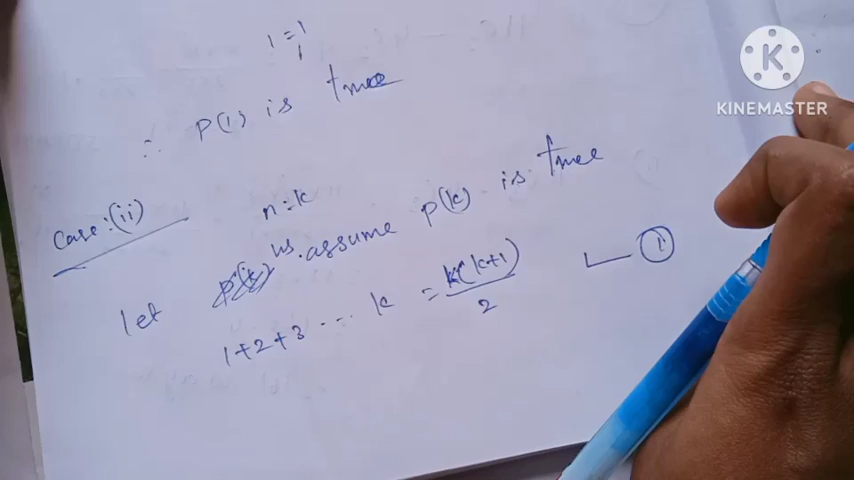 1 = 1
∴ P(1) is true
Case:(ii)
n=k
let us assume P(k) is true
1+2+3 ... k = k(k+1)/2 — ①
K
KINEMASTER